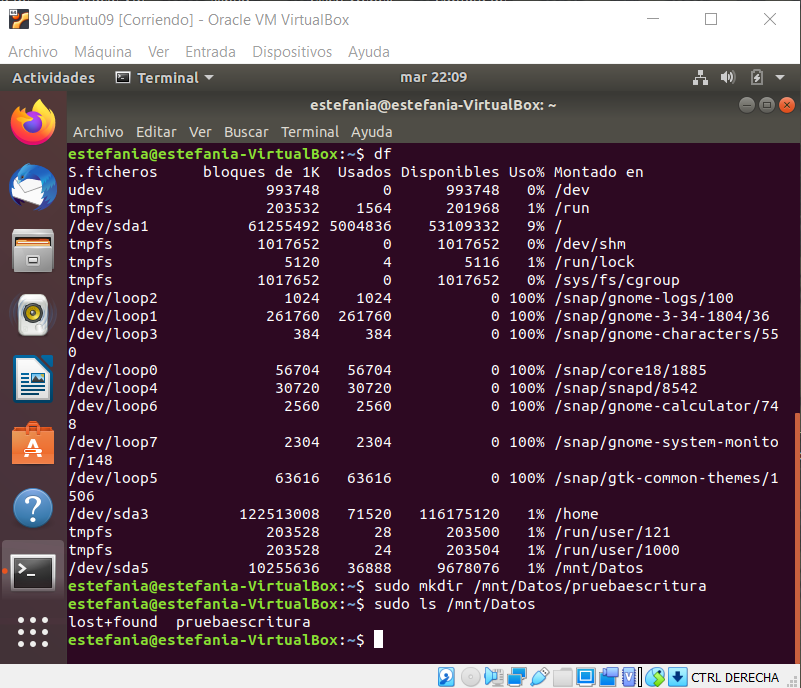 S9Ubuntu09 [Corriendo] - Oracle VM VirtualBox
Archivo Máquina Ver Entrada Dispositivos Ayuda
Actividades Terminal mar 22:09
estefania@estefania-VirtualBox: ~
Archivo Editar Ver Buscar Terminal Ayuda
estefania@estefania-VirtualBox:~$ df
S.ficheros bloques de 1K Usados Disponibles Uso% Montado en
udev 993748 0 993748 0% /dev
tmpfs 203532 1564 201968 1% /run
/dev/sda1 61255492 5004836 53109332 9% /
tmpfs 1017652 0 1017652 0% /dev/shm
tmpfs 5120 4 5116 1% /run/lock
tmpfs 1017652 0 1017652 0% /sys/fs/cgroup
/dev/loop2 1024 1024 0 100% /snap/gnome-logs/100
/dev/loop1 261760 261760 0 100% /snap/gnome-3-34-1804/36
/dev/loop3 384 384 0 100% /snap/gnome-characters/55
0
/dev/loop0 56704 56704 0 100% /snap/core18/1885
/dev/loop4 30720 30720 0 100% /snap/snapd/8542
/dev/loop6 2560 2560 0 100% /snap/gnome-calculator/74
8
/dev/loop7 2304 2304 0 100% /snap/gnome-system-monito
r/148
/dev/loop5 63616 63616 0 100% /snap/gtk-common-themes/1
506
/dev/sda3 122513008 71520 116175120 1% /home
tmpfs 203528 28 203500 1% /run/user/121
tmpfs 203528 24 203504 1% /run/user/1000
/dev/sda5 10255636 36888 9678076 1% /mnt/Datos
estefania@estefania-VirtualBox:~$ sudo mkdir /mnt/Datos/pruebaescritura
estefania@estefania-VirtualBox:~$ sudo ls /mnt/Datos
lost+found pruebaescritura
estefania@estefania-VirtualBox:~$
CTRL DERECHA